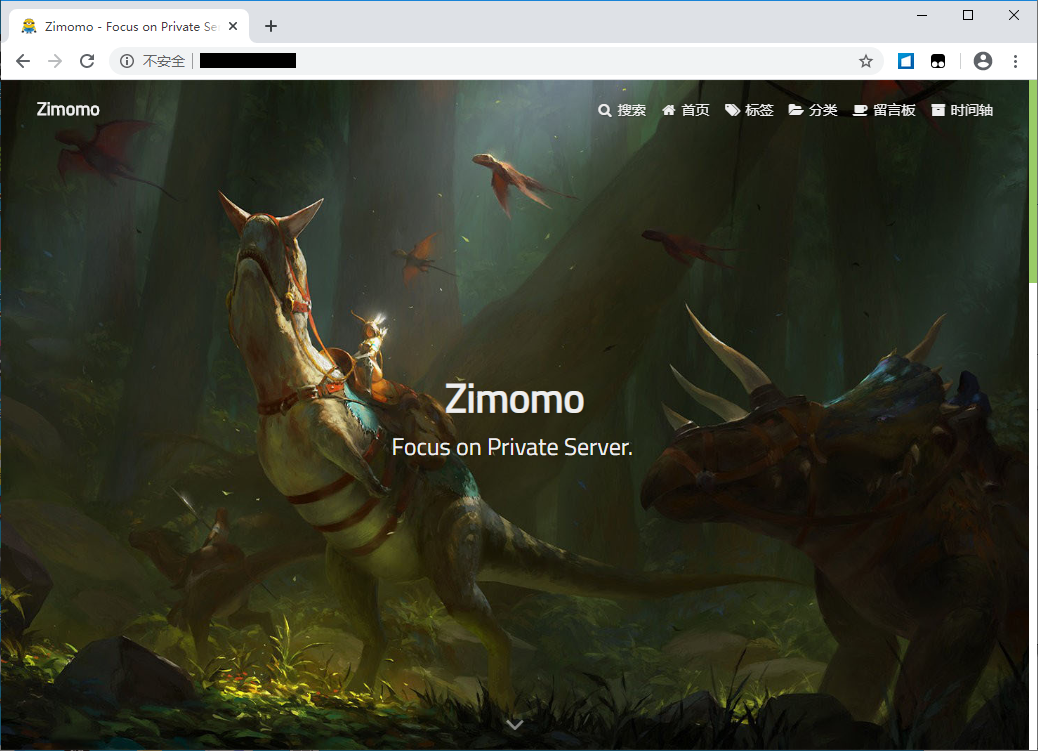 Zimomo - Focus on Private Se
不安全
Zimomo
搜索 首页 标签 分类 留言板 时间轴
Zimomo
Focus on Private Server.